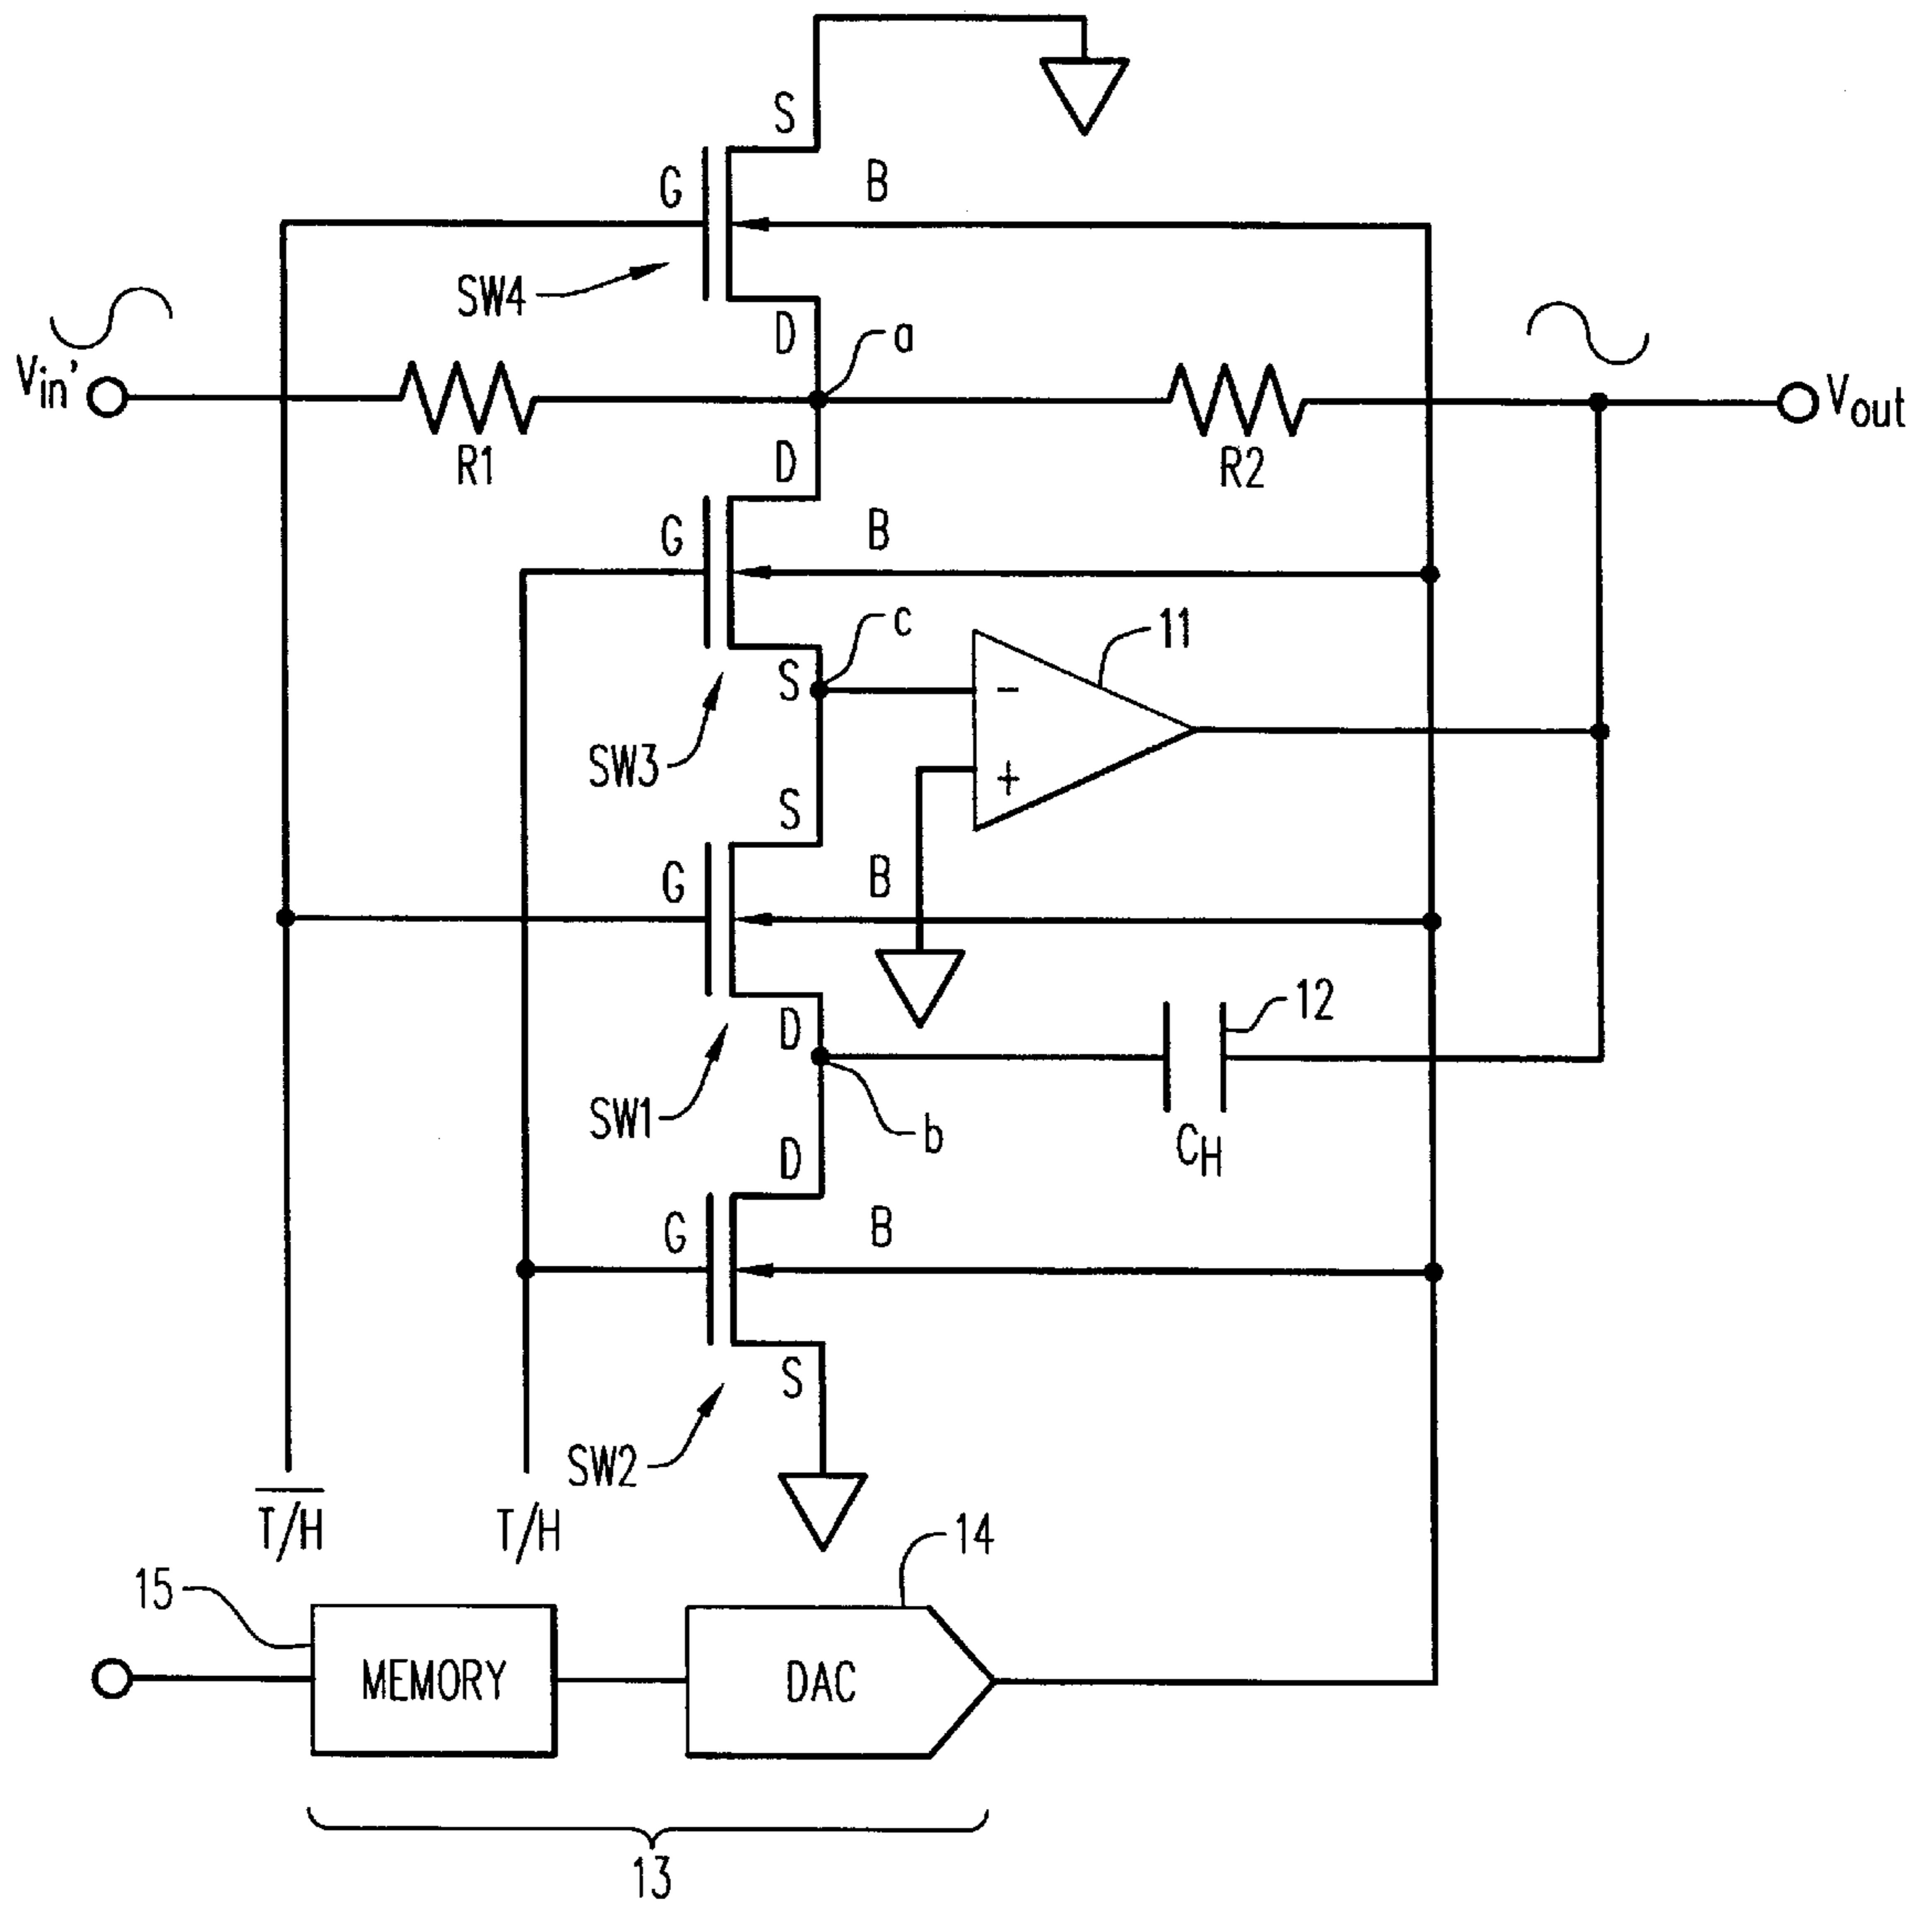 S
G
B
SW4
D
a
Vin'
Vout
R1
D
R2
G
B
c
11
S
−
SW3
+
S
G
B
12
D
SW1
b
CH
D
G
B
S
SW2
T/H
T/H
14
15
MEMORY
DAC
13